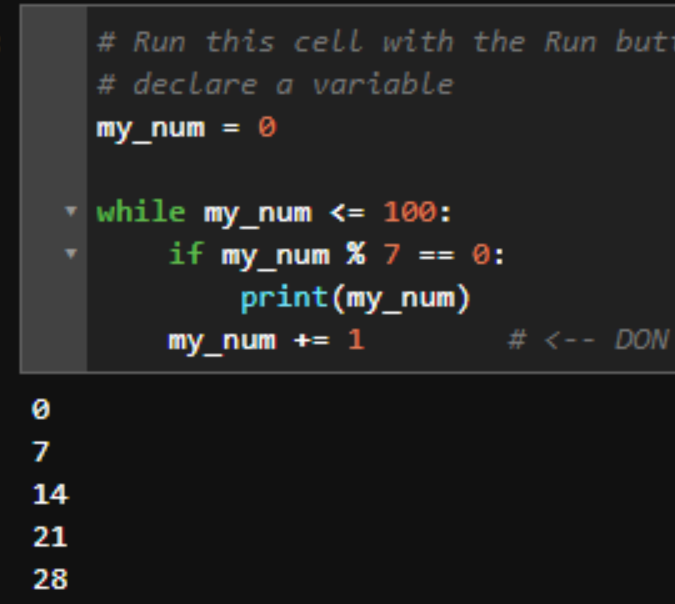 # Run this cell with the Run
# declare a variable
my_num = 0
while my_num <= 100:
if my_num % 7 == 0:
print(my_num)
my_num += 1 # <-- DON
0
7
14
21
28